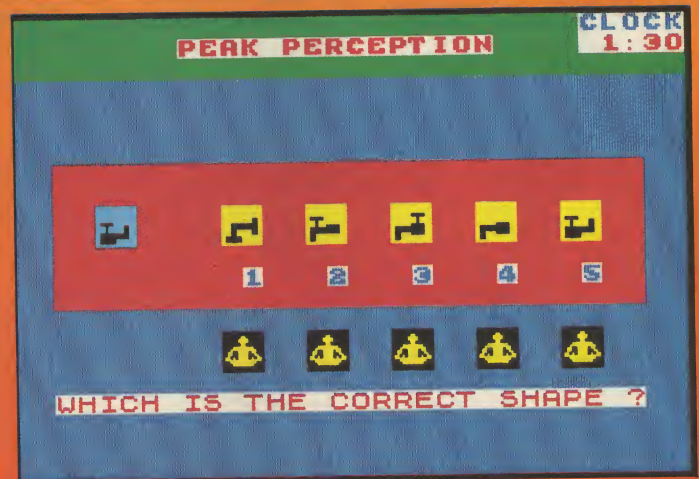 CLOCK
PEAK PERCEPTION 1:30
1 2 3 4 5
WHICH IS THE CORRECT SHAPE ?